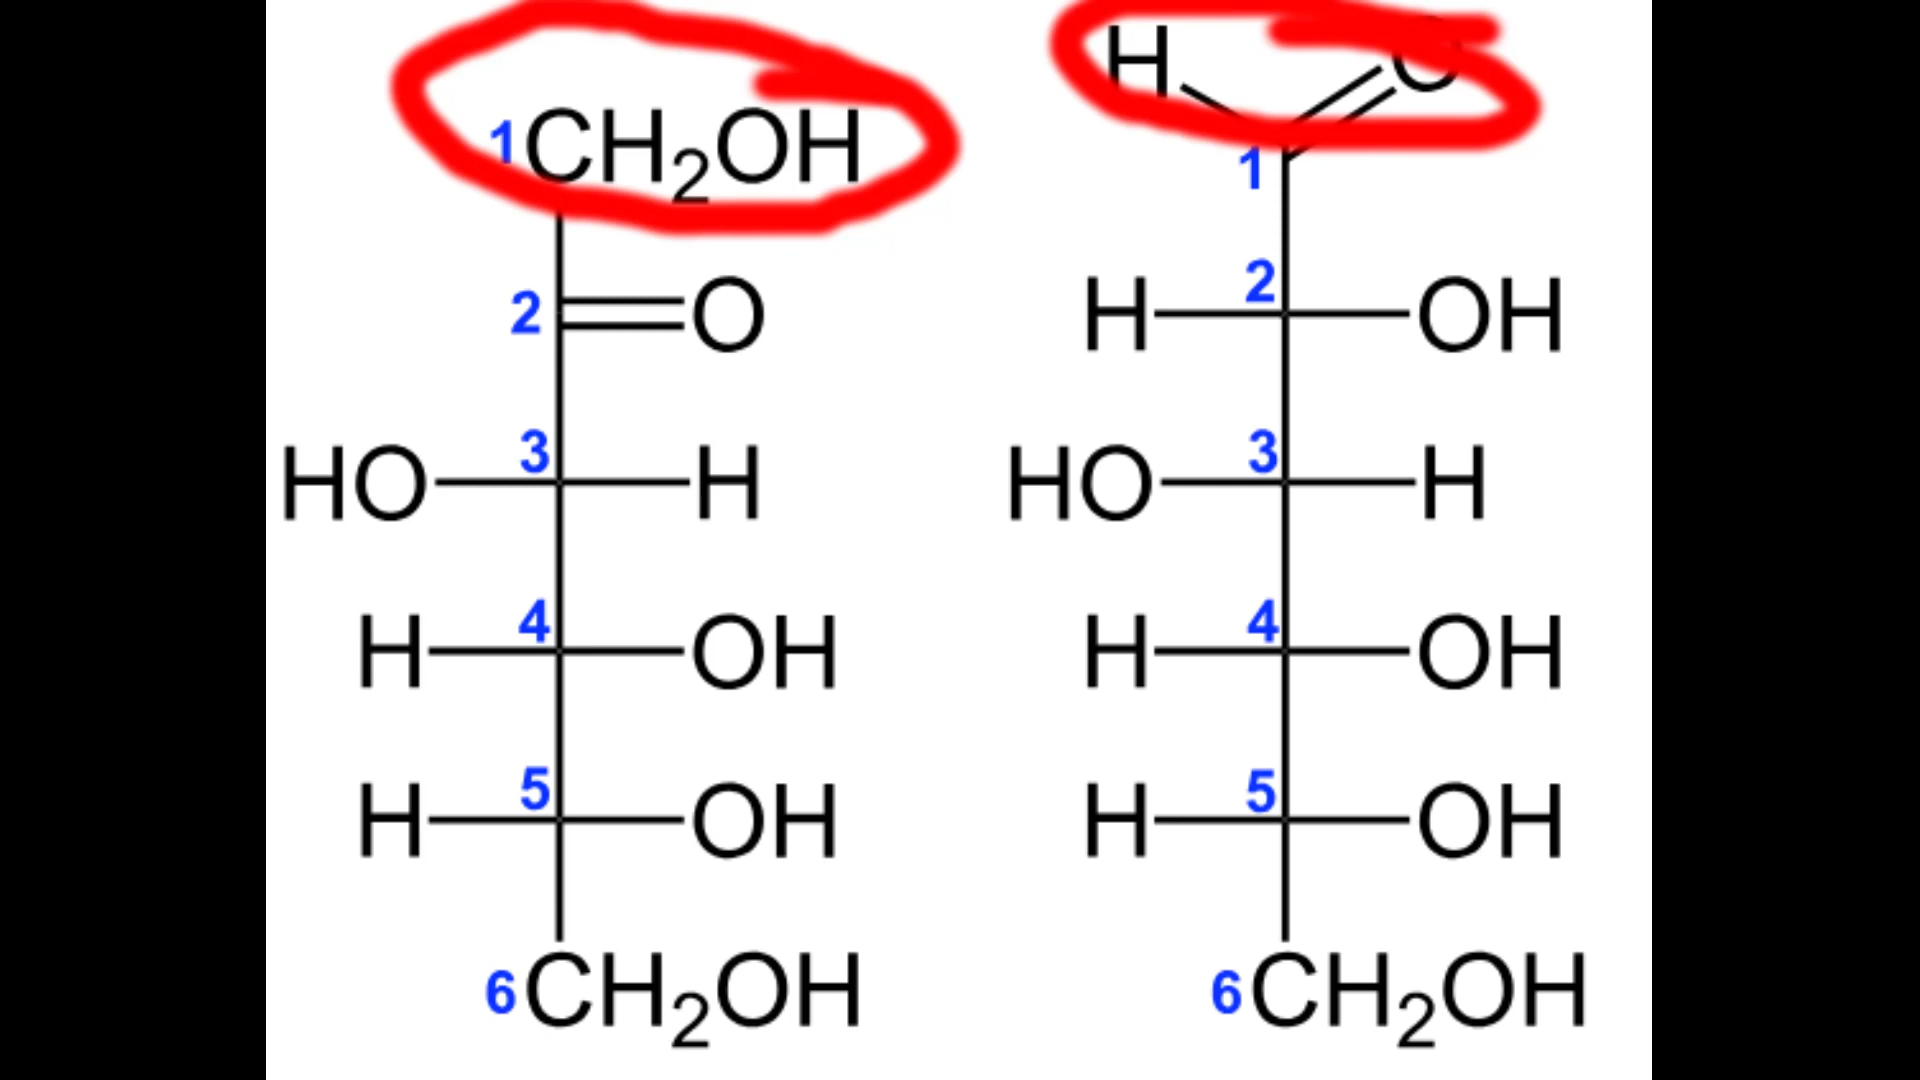 1CH2OH
2 O
HO 3 H
H 4 OH
H 5 OH
6CH2OH
H O
1
H 2 OH
HO 3 H
H 4 OH
H 5 OH
6CH2OH